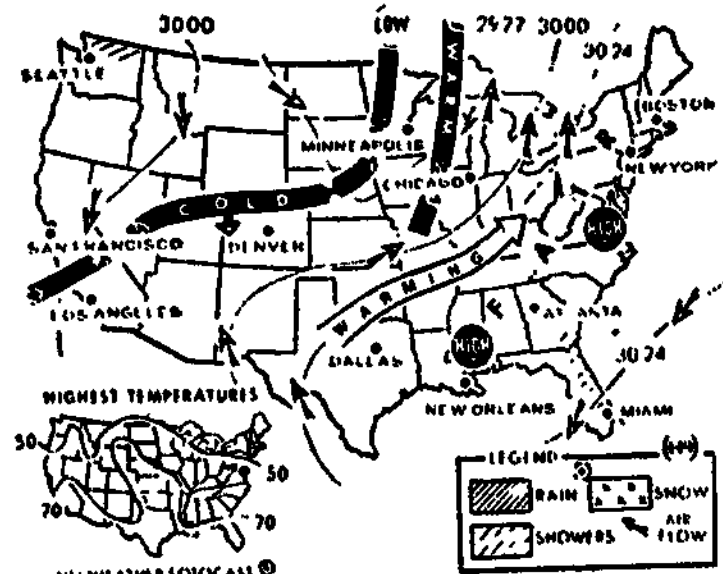 3000
LOW
WARM
2977
3000
3024
SEATTLE
BOSTON
MINNEAPOLIS
NEW YORK
CHICAGO
COLD
HIGH
SAN FRANCISCO
DENVER
WARMING
FAIR
LOS ANGELES
ATLANTA
HIGH
DALLAS
3024
HIGHEST TEMPERATURES
NEW ORLEANS
MIAMI
50
50
70
70
LEGEND
RAIN
SNOW
SHOWERS
AIR
FLOW